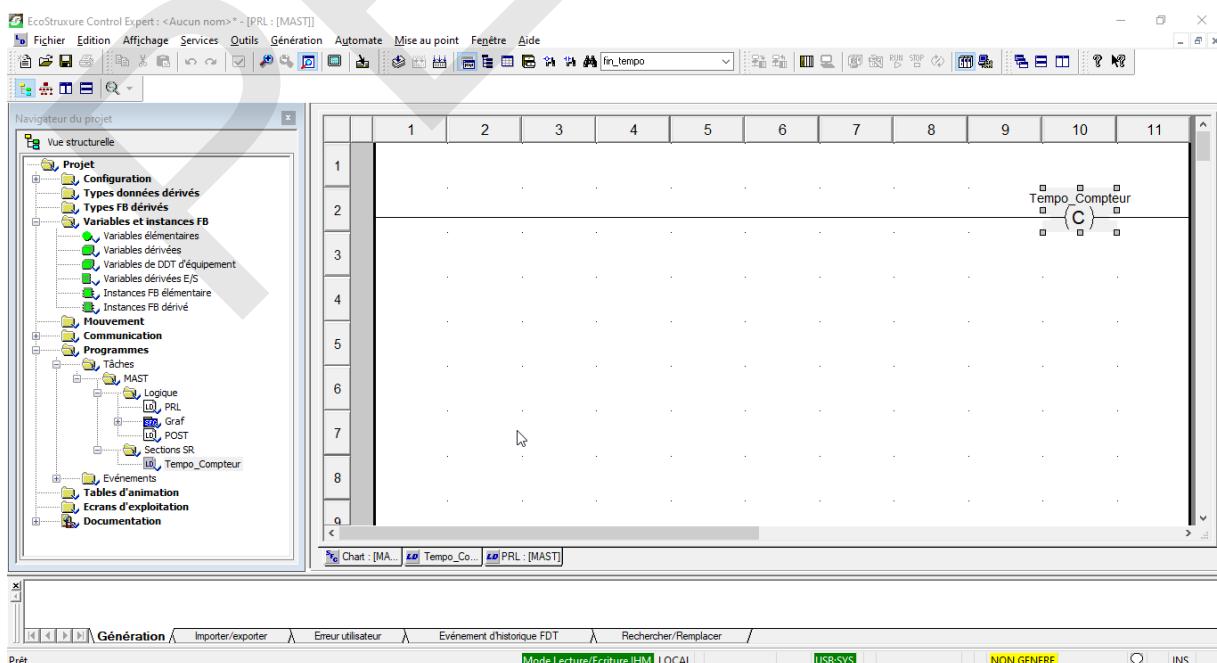 EcoStruxure Control Expert : <Aucun nom>* - [PRL : [MAST]]
Fichier Edition Affichage Services Outils Génération Automate Mise au point Fenêtre Aide
fin_tempo
Navigateur du projet
Vue structurelle
Projet
Configuration
Types données dérivés
Types FB dérivés
Variables et instances FB
Variables élémentaires
Variables dérivées
Variables de DDT d'équipement
Variables dérivées E/S
Instances FB élémentaire
Instances FB dérivé
Mouvement
Communication
Programmes
Tâches
MAST
Logique
LD PRL
Graf
LD POST
Sections SR
LD Tempo_Compteur
Evénements
Tables d'animation
Ecrans d'exploitation
Documentation
1 2 3 4 5 6 7 8 9 10 11
1
2
3
4
5
6
7
8
9
Tempo_Compteur
(C)
Chart : [MA... LD Tempo_Co... LD PRL : [MAST]
Génération Importer/exporter Erreur utilisateur Evénement d'historique FDT Rechercher/Remplacer
Prêt Mode Lecture/Ecriture IHM LOCAL USB:SYS NON GENERE INS